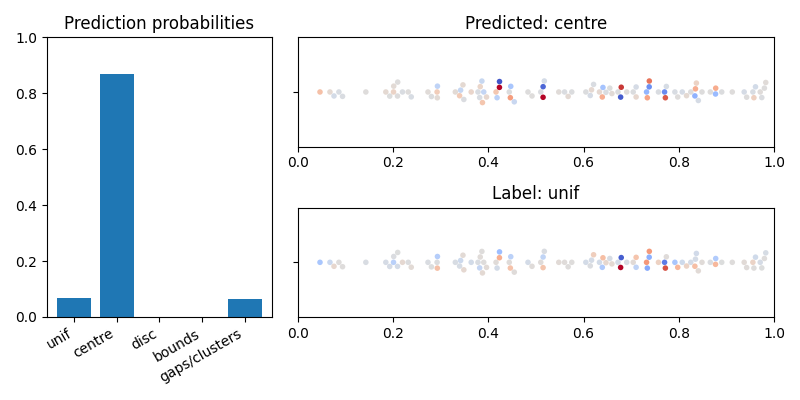 Prediction probabilities
1.0
0.8
0.6
0.4
0.2
0.0
unif
centre
disc
bounds
gaps/clusters
Predicted: centre
0.0 0.2 0.4 0.6 0.8 1.0
Label: unif
0.0 0.2 0.4 0.6 0.8 1.0